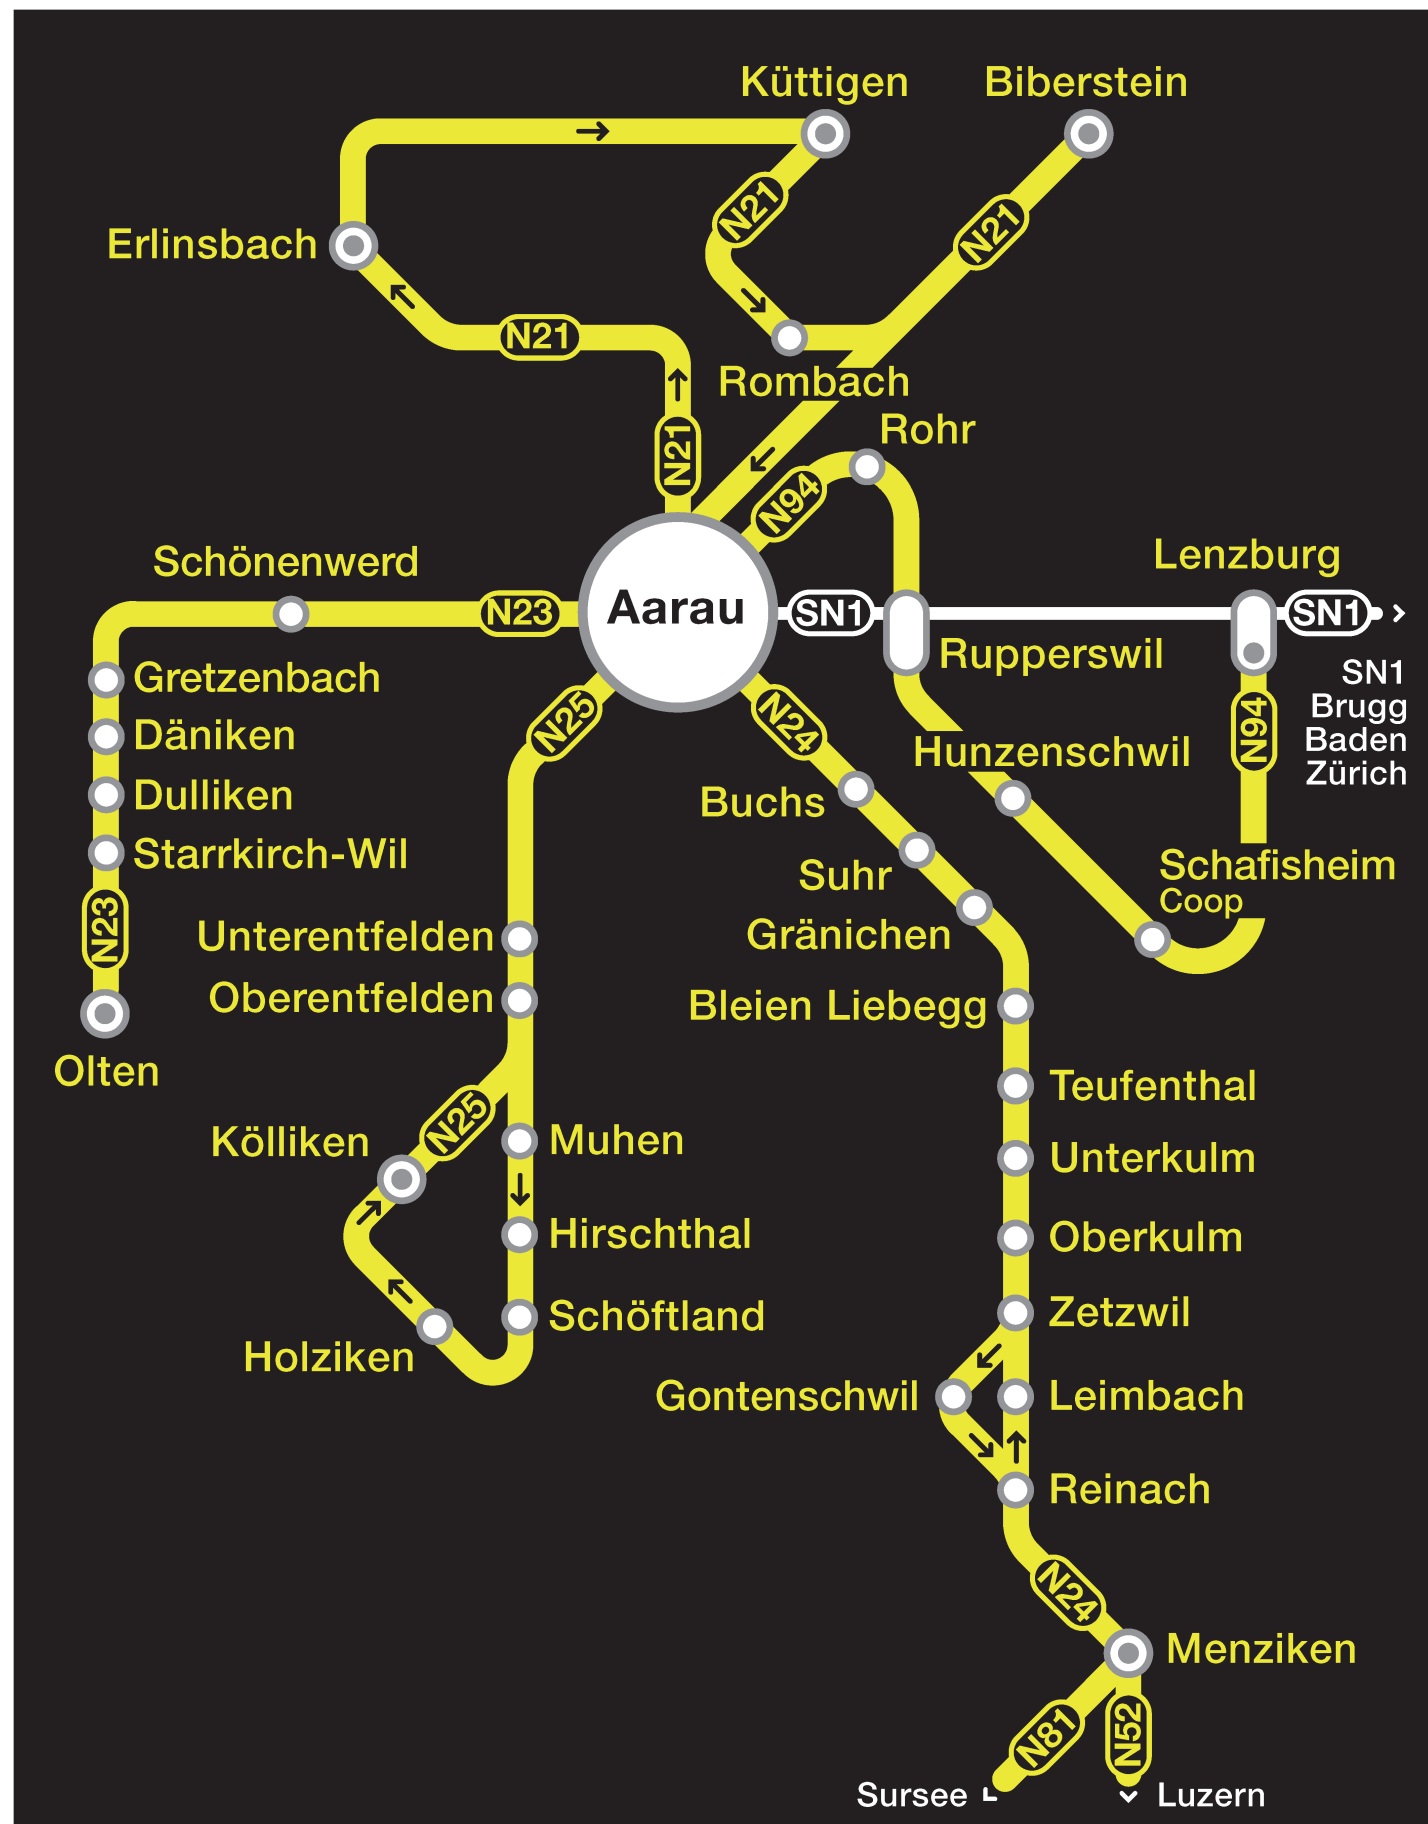 Küttigen
Biberstein
N21
N21
Erlinsbach
N21
Rombach
Rohr
N21
N94
Schönenwerd
Lenzburg
N23
Aarau
SN1
SN1
Rupperswil
Gretzenbach
SN1
Brugg
Baden
Zürich
N25
N24
N94
Däniken
Hunzenschwil
Dulliken
Buchs
Starrkirch-Wil
Suhr
Schafisheim
Coop
N23
Unterentfelden
Gränichen
Oberentfelden
Bleien Liebegg
Olten
Teufenthal
N25
Kölliken
Muhen
Unterkulm
Hirschthal
Oberkulm
Schöftland
Zetzwil
Holziken
Gontenschwil
Leimbach
Reinach
N24
Menziken
N81
N52
Sursee
Luzern